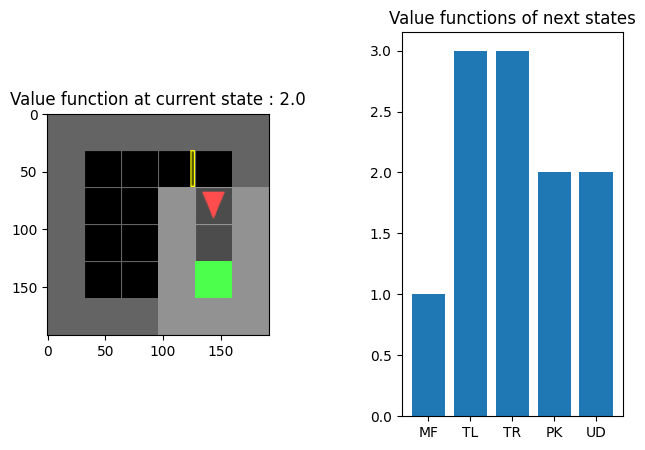 Value functions of next states
Value function at current state : 2.0
0
50
100
150
0
50
100
150
3.0
2.5
2.0
1.5
1.0
0.5
0.0
MF
TL
TR
PK
UD